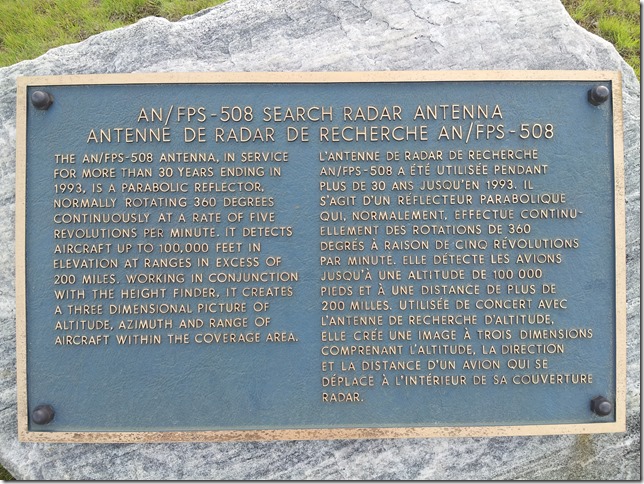 AN/FPS-508 SEARCH RADAR ANTENNA
ANTENNE DE RADAR DE RECHERCHE AN/FPS-508
THE AN/FPS-508 ANTENNA, IN SERVICE
FOR MORE THAN 30 YEARS ENDING IN
1993, IS A PARABOLIC REFLECTOR,
NORMALLY ROTATING 360 DEGREES
CONTINUOUSLY AT A RATE OF FIVE
REVOLUTIONS PER MINUTE. IT DETECTS
AIRCRAFT UP TO 100,000 FEET IN
ELEVATION AT RANGES IN EXCESS OF
200 MILES. WORKING IN CONJUNCTION
WITH THE HEIGHT FINDER, IT CREATES
A THREE DIMENSIONAL PICTURE OF
ALTITUDE, AZIMUTH AND RANGE OF
AIRCRAFT WITHIN THE COVERAGE AREA.
L'ANTENNE DE RADAR DE RECHERCHE
AN/FPS-508 A ÉTÉ UTILISÉE PENDANT
PLUS DE 30 ANS JUSQU'EN 1993. IL
S'AGIT D'UN RÉFLECTEUR PARABOLIQUE
QUI, NORMALEMENT, EFFECTUE CONTINU-
ELLEMENT DES ROTATIONS DE 360
DEGRÉS À RAISON DE CINQ RÉVOLUTIONS
PAR MINUTE. ELLE DÉTECTE LES AVIONS
JUSQU'À UNE ALTITUDE DE 100 000
PIEDS ET À UNE DISTANCE DE PLUS DE
200 MILLES. UTILISÉE DE CONCERT AVEC
L'ANTENNE DE RECHERCHE D'ALTITUDE,
ELLE CRÉE UNE IMAGE À TROIS DIMENSIONS
COMPRENANT L'ALTITUDE, LA DIRECTION
ET LA DISTANCE D'UN AVION QUI SE
DÉPLACE À L'INTÉRIEUR DE SA COUVERTURE
RADAR.